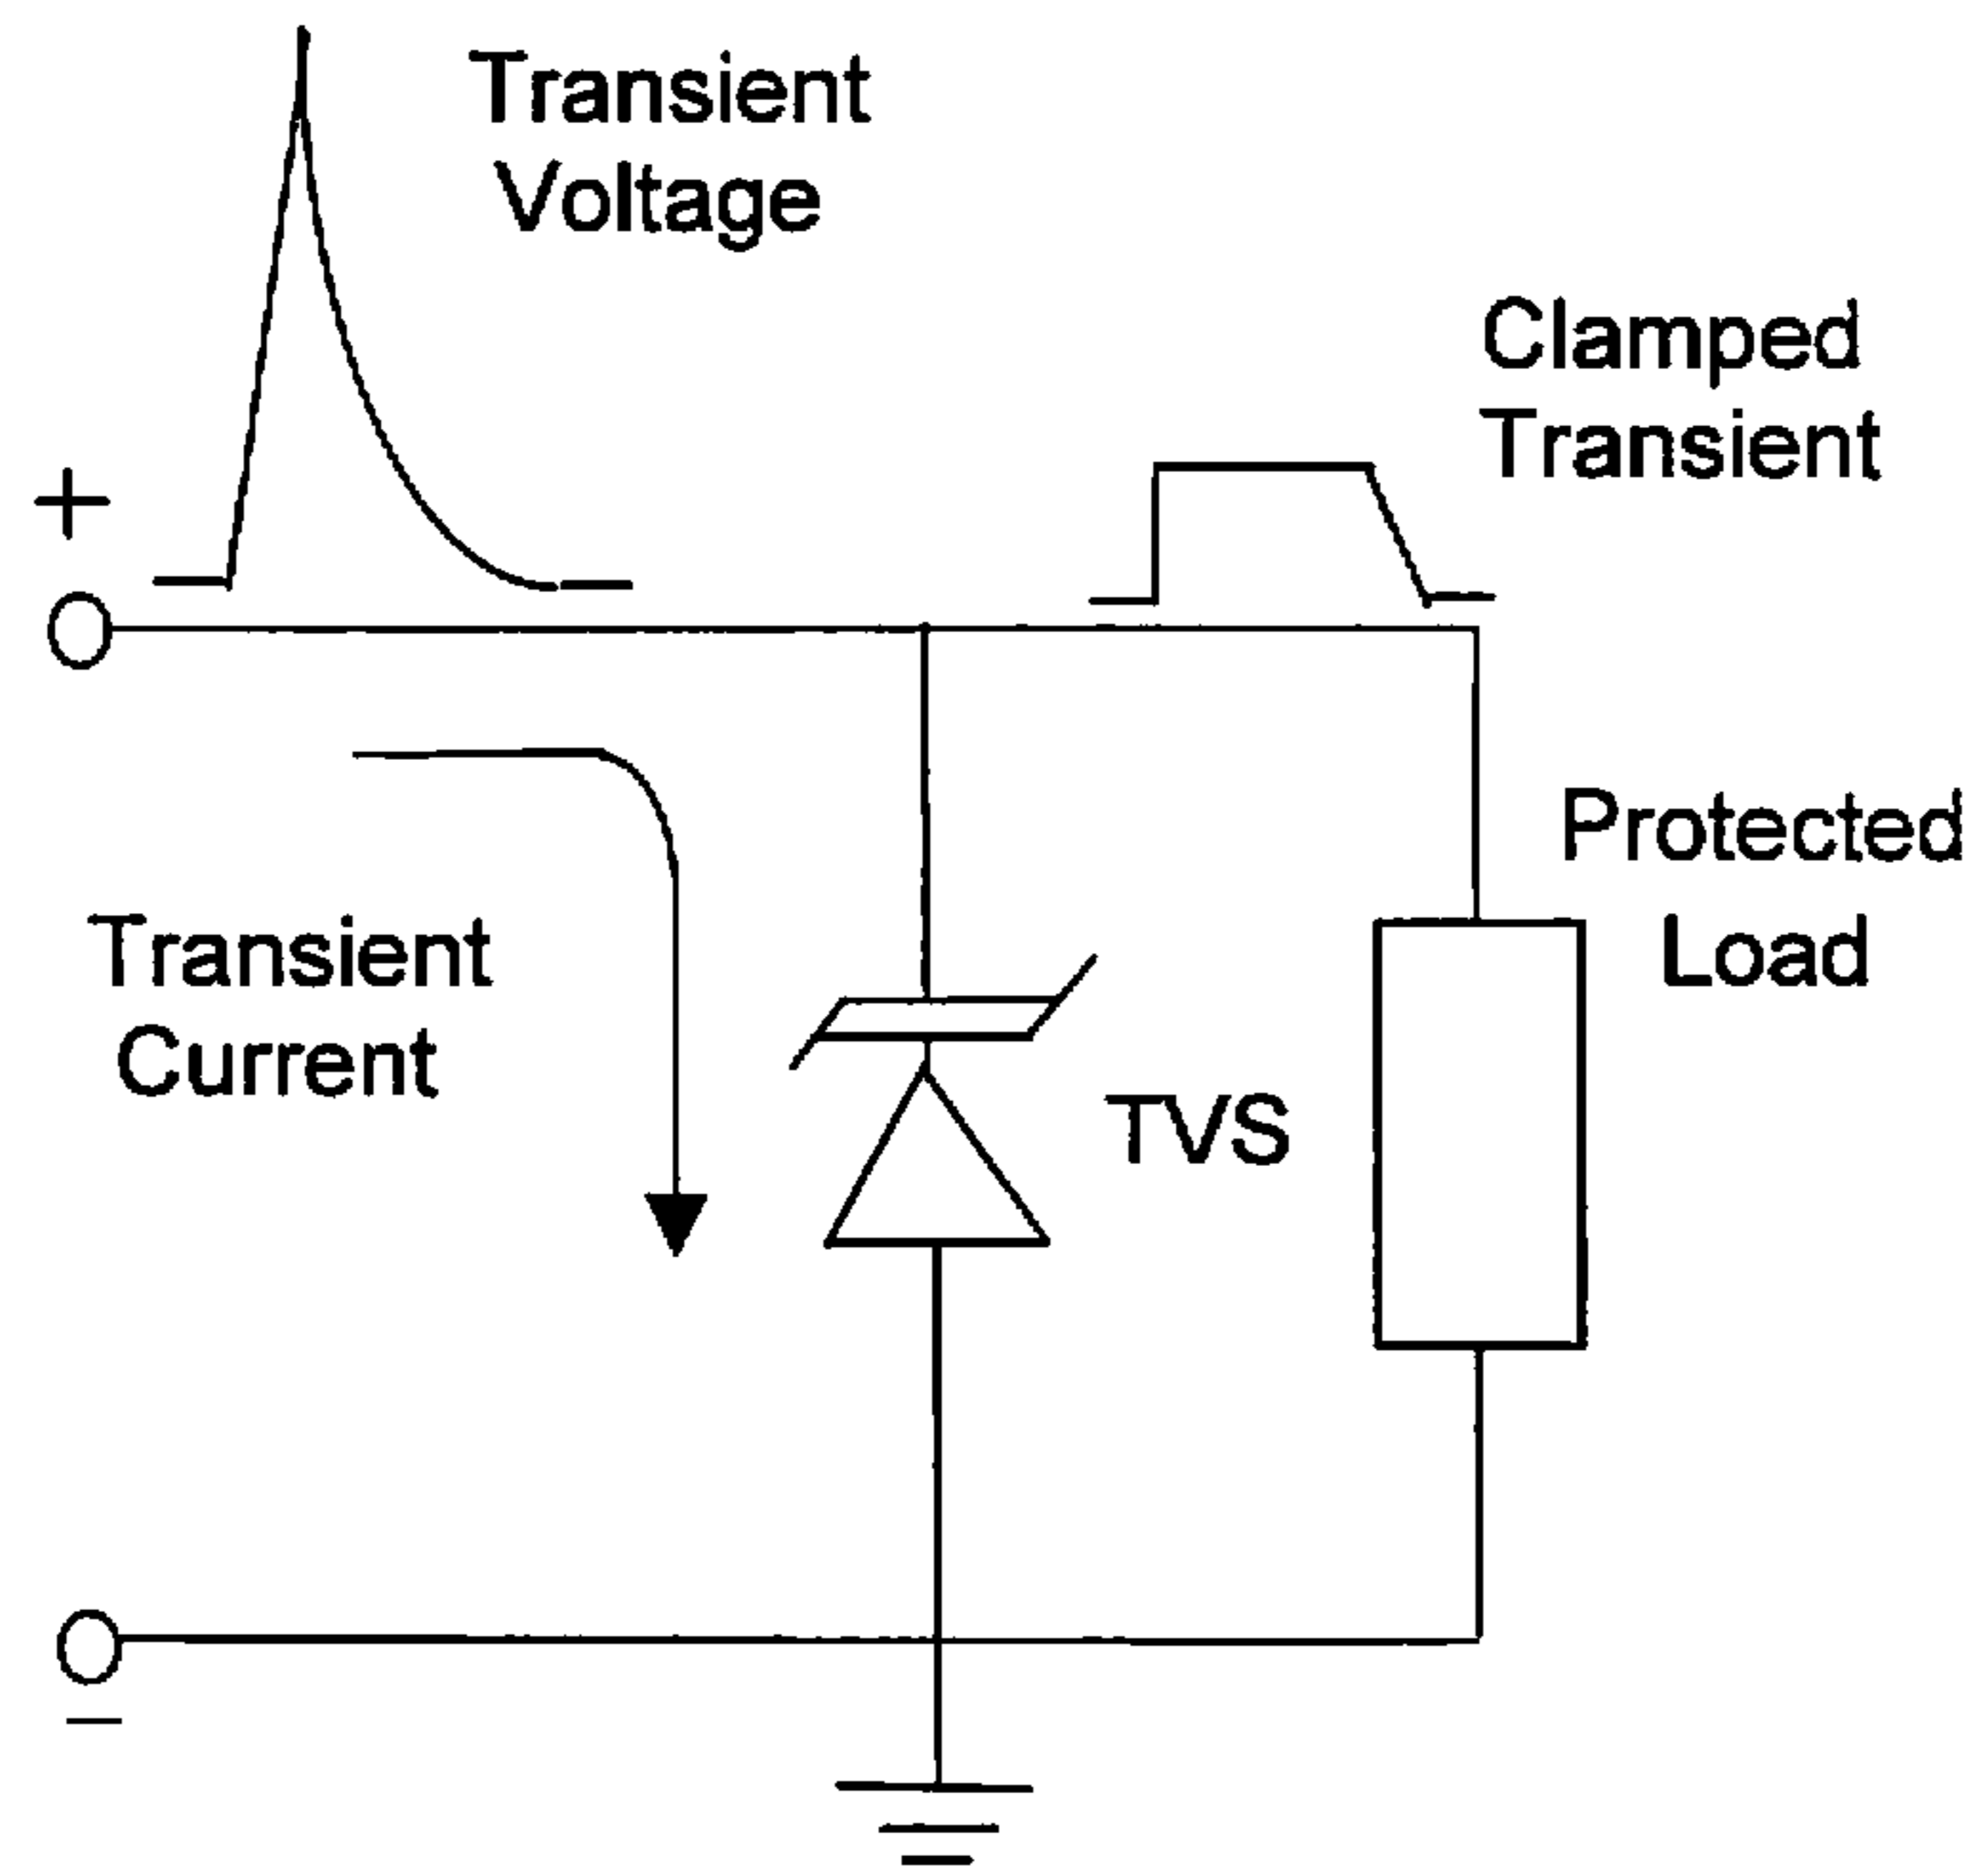 Transient
Voltage
Clamped
Transient
+
Protected
Load
Transient
Current
TVS
−